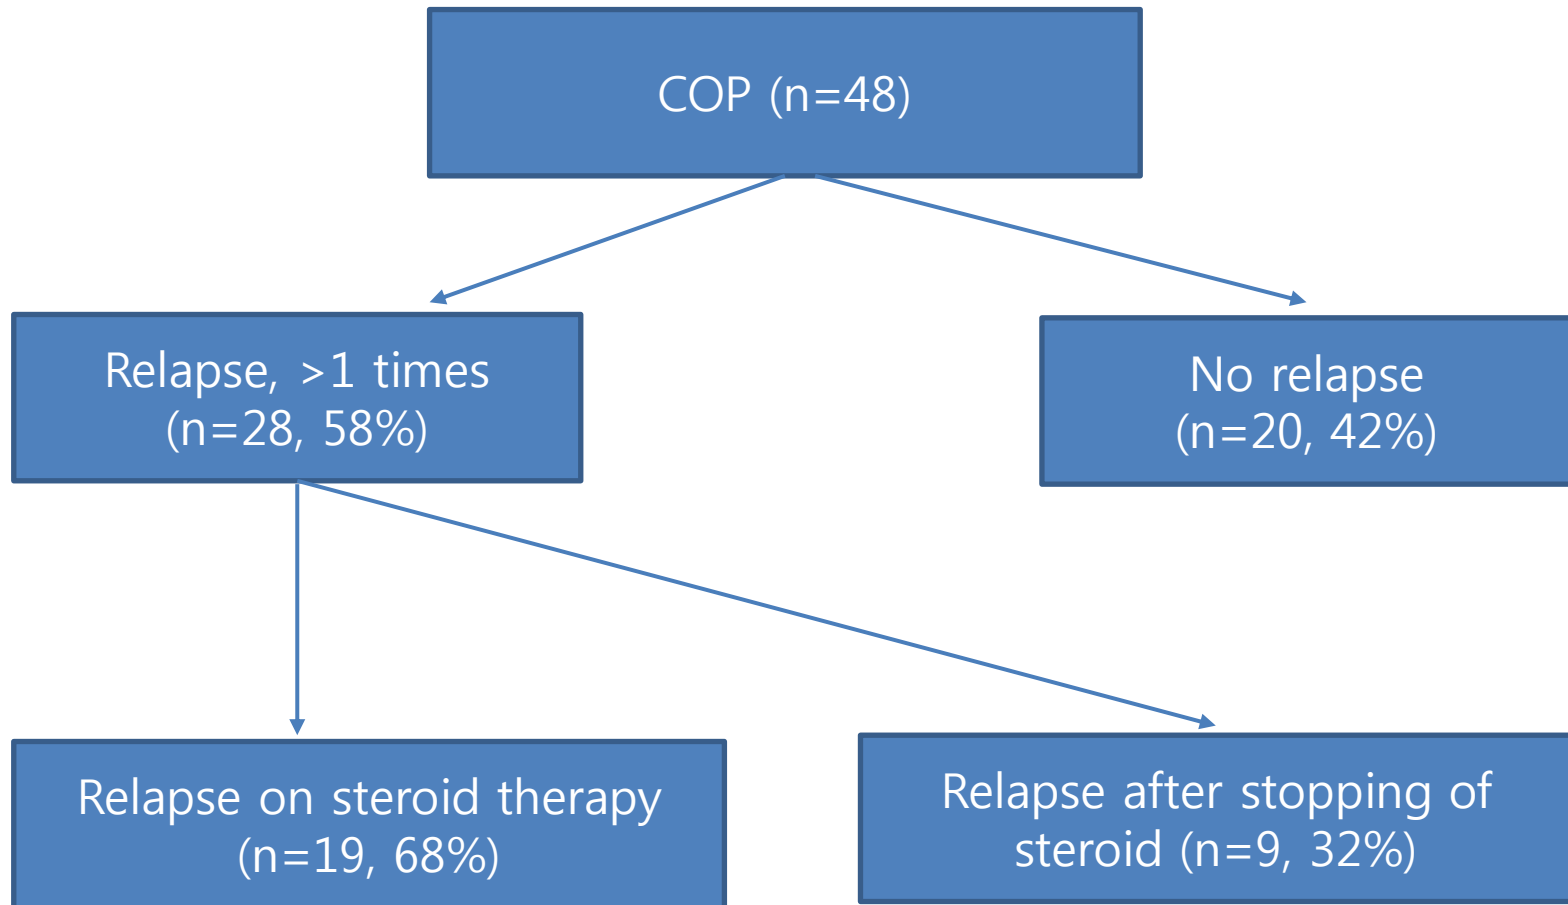 COP (n=48)
Relapse, >1 times
(n=28, 58%)
No relapse
(n=20, 42%)
Relapse on steroid therapy
(n=19, 68%)
Relapse after stopping of
steroid (n=9, 32%)